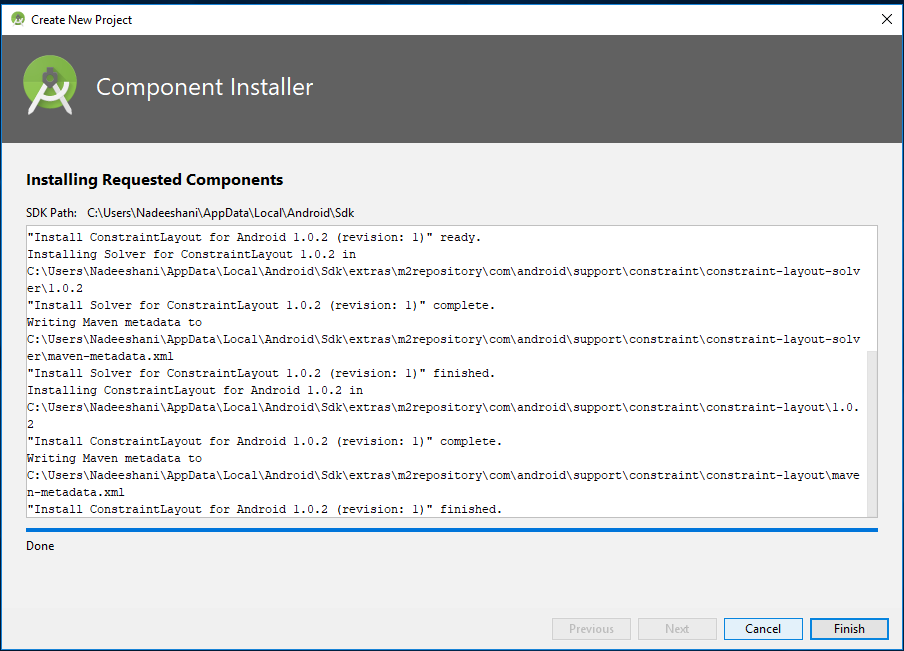 Create New Project
Component Installer
Installing Requested Components
SDK Path: C:\Users\Nadeeshani\AppData\Local\Android\Sdk
"Install ConstraintLayout for Android 1.0.2 (revision: 1)" ready.
Installing Solver for ConstraintLayout 1.0.2 in
C:\Users\Nadeeshani\AppData\Local\Android\Sdk\extras\m2repository\com\android\support\constraint\constraint-layout-solv
er\1.0.2
"Install Solver for ConstraintLayout 1.0.2 (revision: 1)" complete.
Writing Maven metadata to
C:\Users\Nadeeshani\AppData\Local\Android\Sdk\extras\m2repository\com\android\support\constraint\constraint-layout-solv
er\maven-metadata.xml
"Install Solver for ConstraintLayout 1.0.2 (revision: 1)" finished.
Installing ConstraintLayout for Android 1.0.2 in
C:\Users\Nadeeshani\AppData\Local\Android\Sdk\extras\m2repository\com\android\support\constraint\constraint-layout\1.0.
2
"Install ConstraintLayout for Android 1.0.2 (revision: 1)" complete.
Writing Maven metadata to
C:\Users\Nadeeshani\AppData\Local\Android\Sdk\extras\m2repository\com\android\support\constraint\constraint-layout\mave
n-metadata.xml
"Install ConstraintLayout for Android 1.0.2 (revision: 1)" finished.
Done
Previous
Next
Cancel
Finish